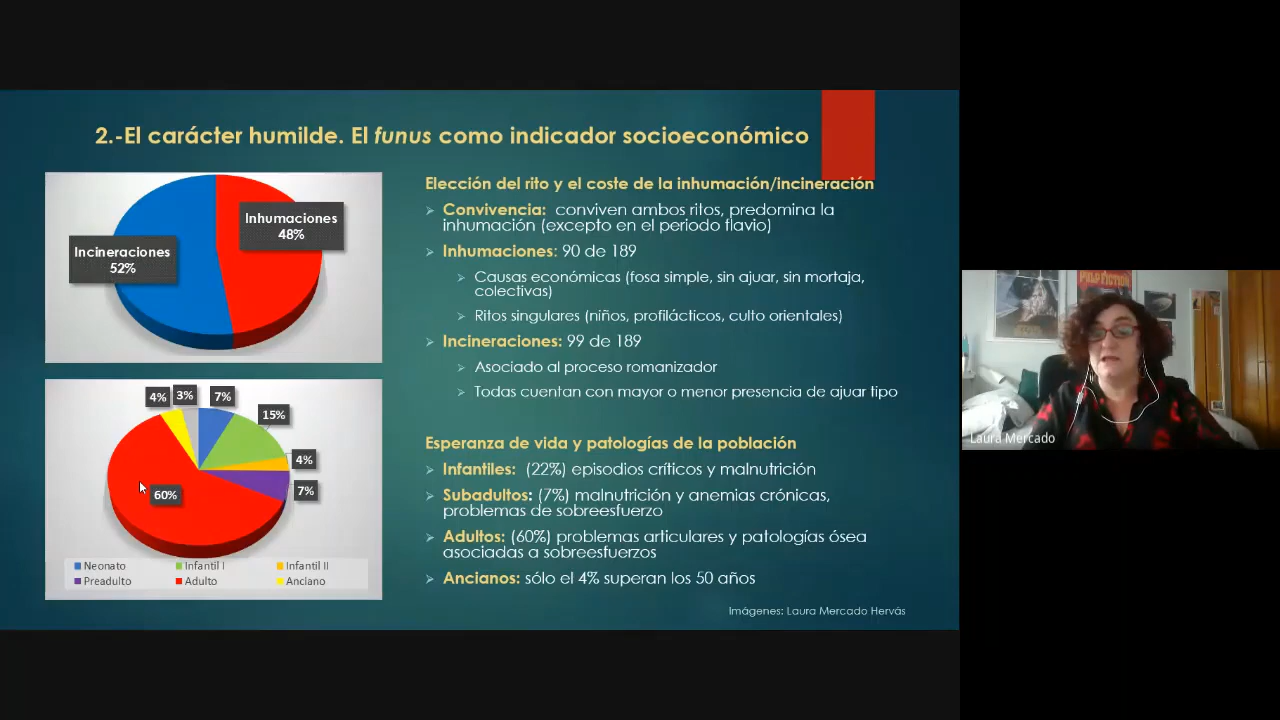 2.-El carácter humilde. El funus como indicador socioeconómico
Inhumaciones
48%
Incineraciones
52%
4%
3%
7%
15%
4%
7%
60%
Neonato
Infantil I
Infantil II
Preadulto
Adulto
Anciano
Elección del rito y el coste de la inhumación/incineración
Convivencia: conviven ambos ritos, predomina la
inhumación (excepto en el periodo flavio)
Inhumaciones: 90 de 189
Causas económicas (fosa simple, sin ajuar, sin mortaja,
colectivas)
Ritos singulares (niños, profilácticos, culto orientales)
Incineraciones: 99 de 189
Asociado al proceso romanizador
Todas cuentan con mayor o menor presencia de ajuar tipo
Esperanza de vida y patologías de la población
Infantiles: (22%) episodios críticos y malnutrición
Subadultos: (7%) malnutrición y anemias crónicas,
problemas de sobreesfuerzo
Adultos: (60%) problemas articulares y patologías ósea
asociadas a sobreesfuerzos
Ancianos: sólo el 4% superan los 50 años
Imágenes: Laura Mercado Hervás
PULP FICTION
Laura Mercado